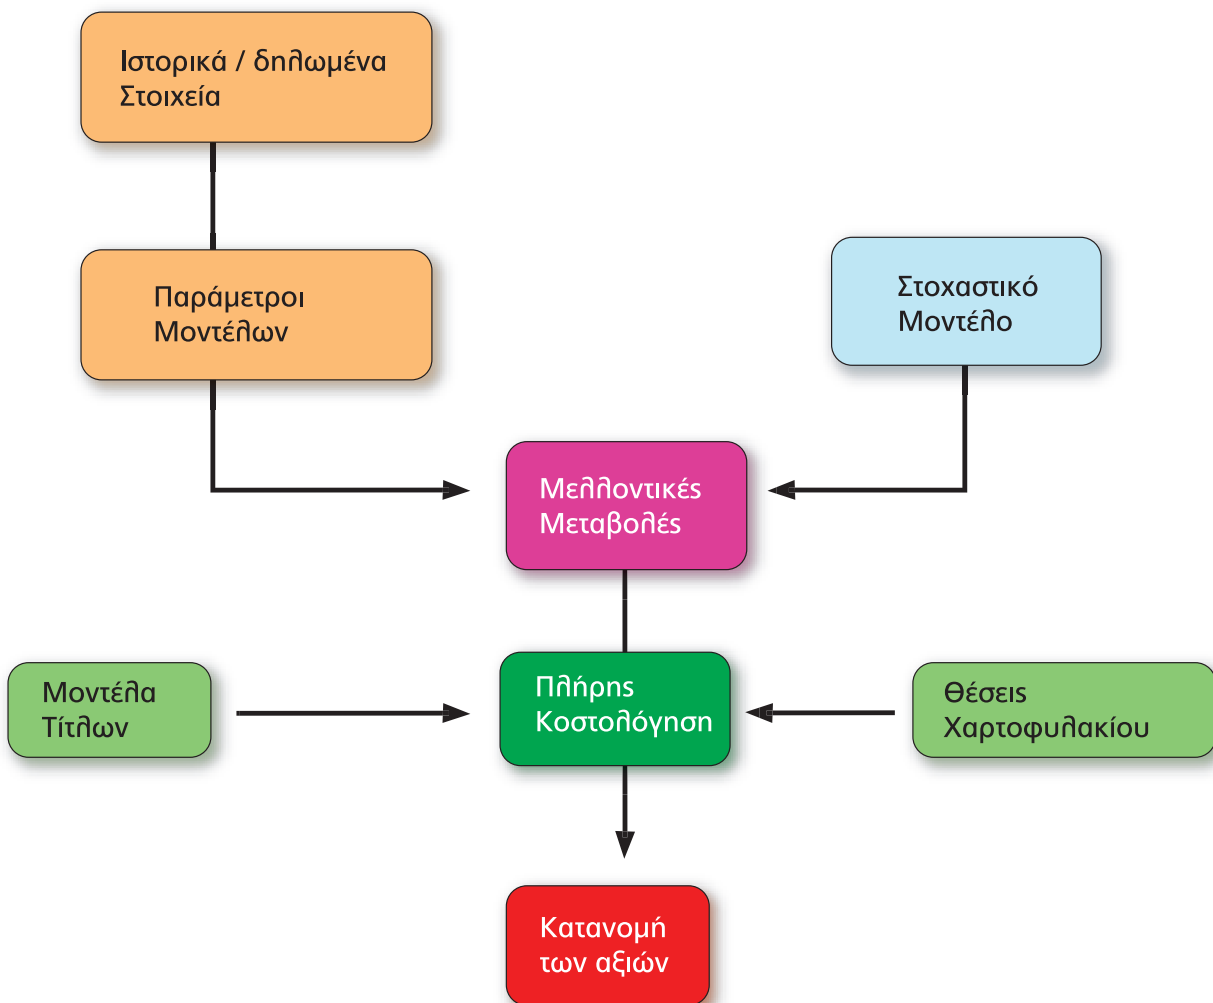 Ιστορικά / δηλωμένα
Στοιχεία
Παράμετροι
Μοντέλων
Στοχαστικό
Μοντέλο
Μελλοντικές
Μεταβολές
Μοντέλα
Τίτλων
Πλήρης
Κοστολόγηση
Θέσεις
Χαρτοφυλακίου
Κατανομή
των αξιών